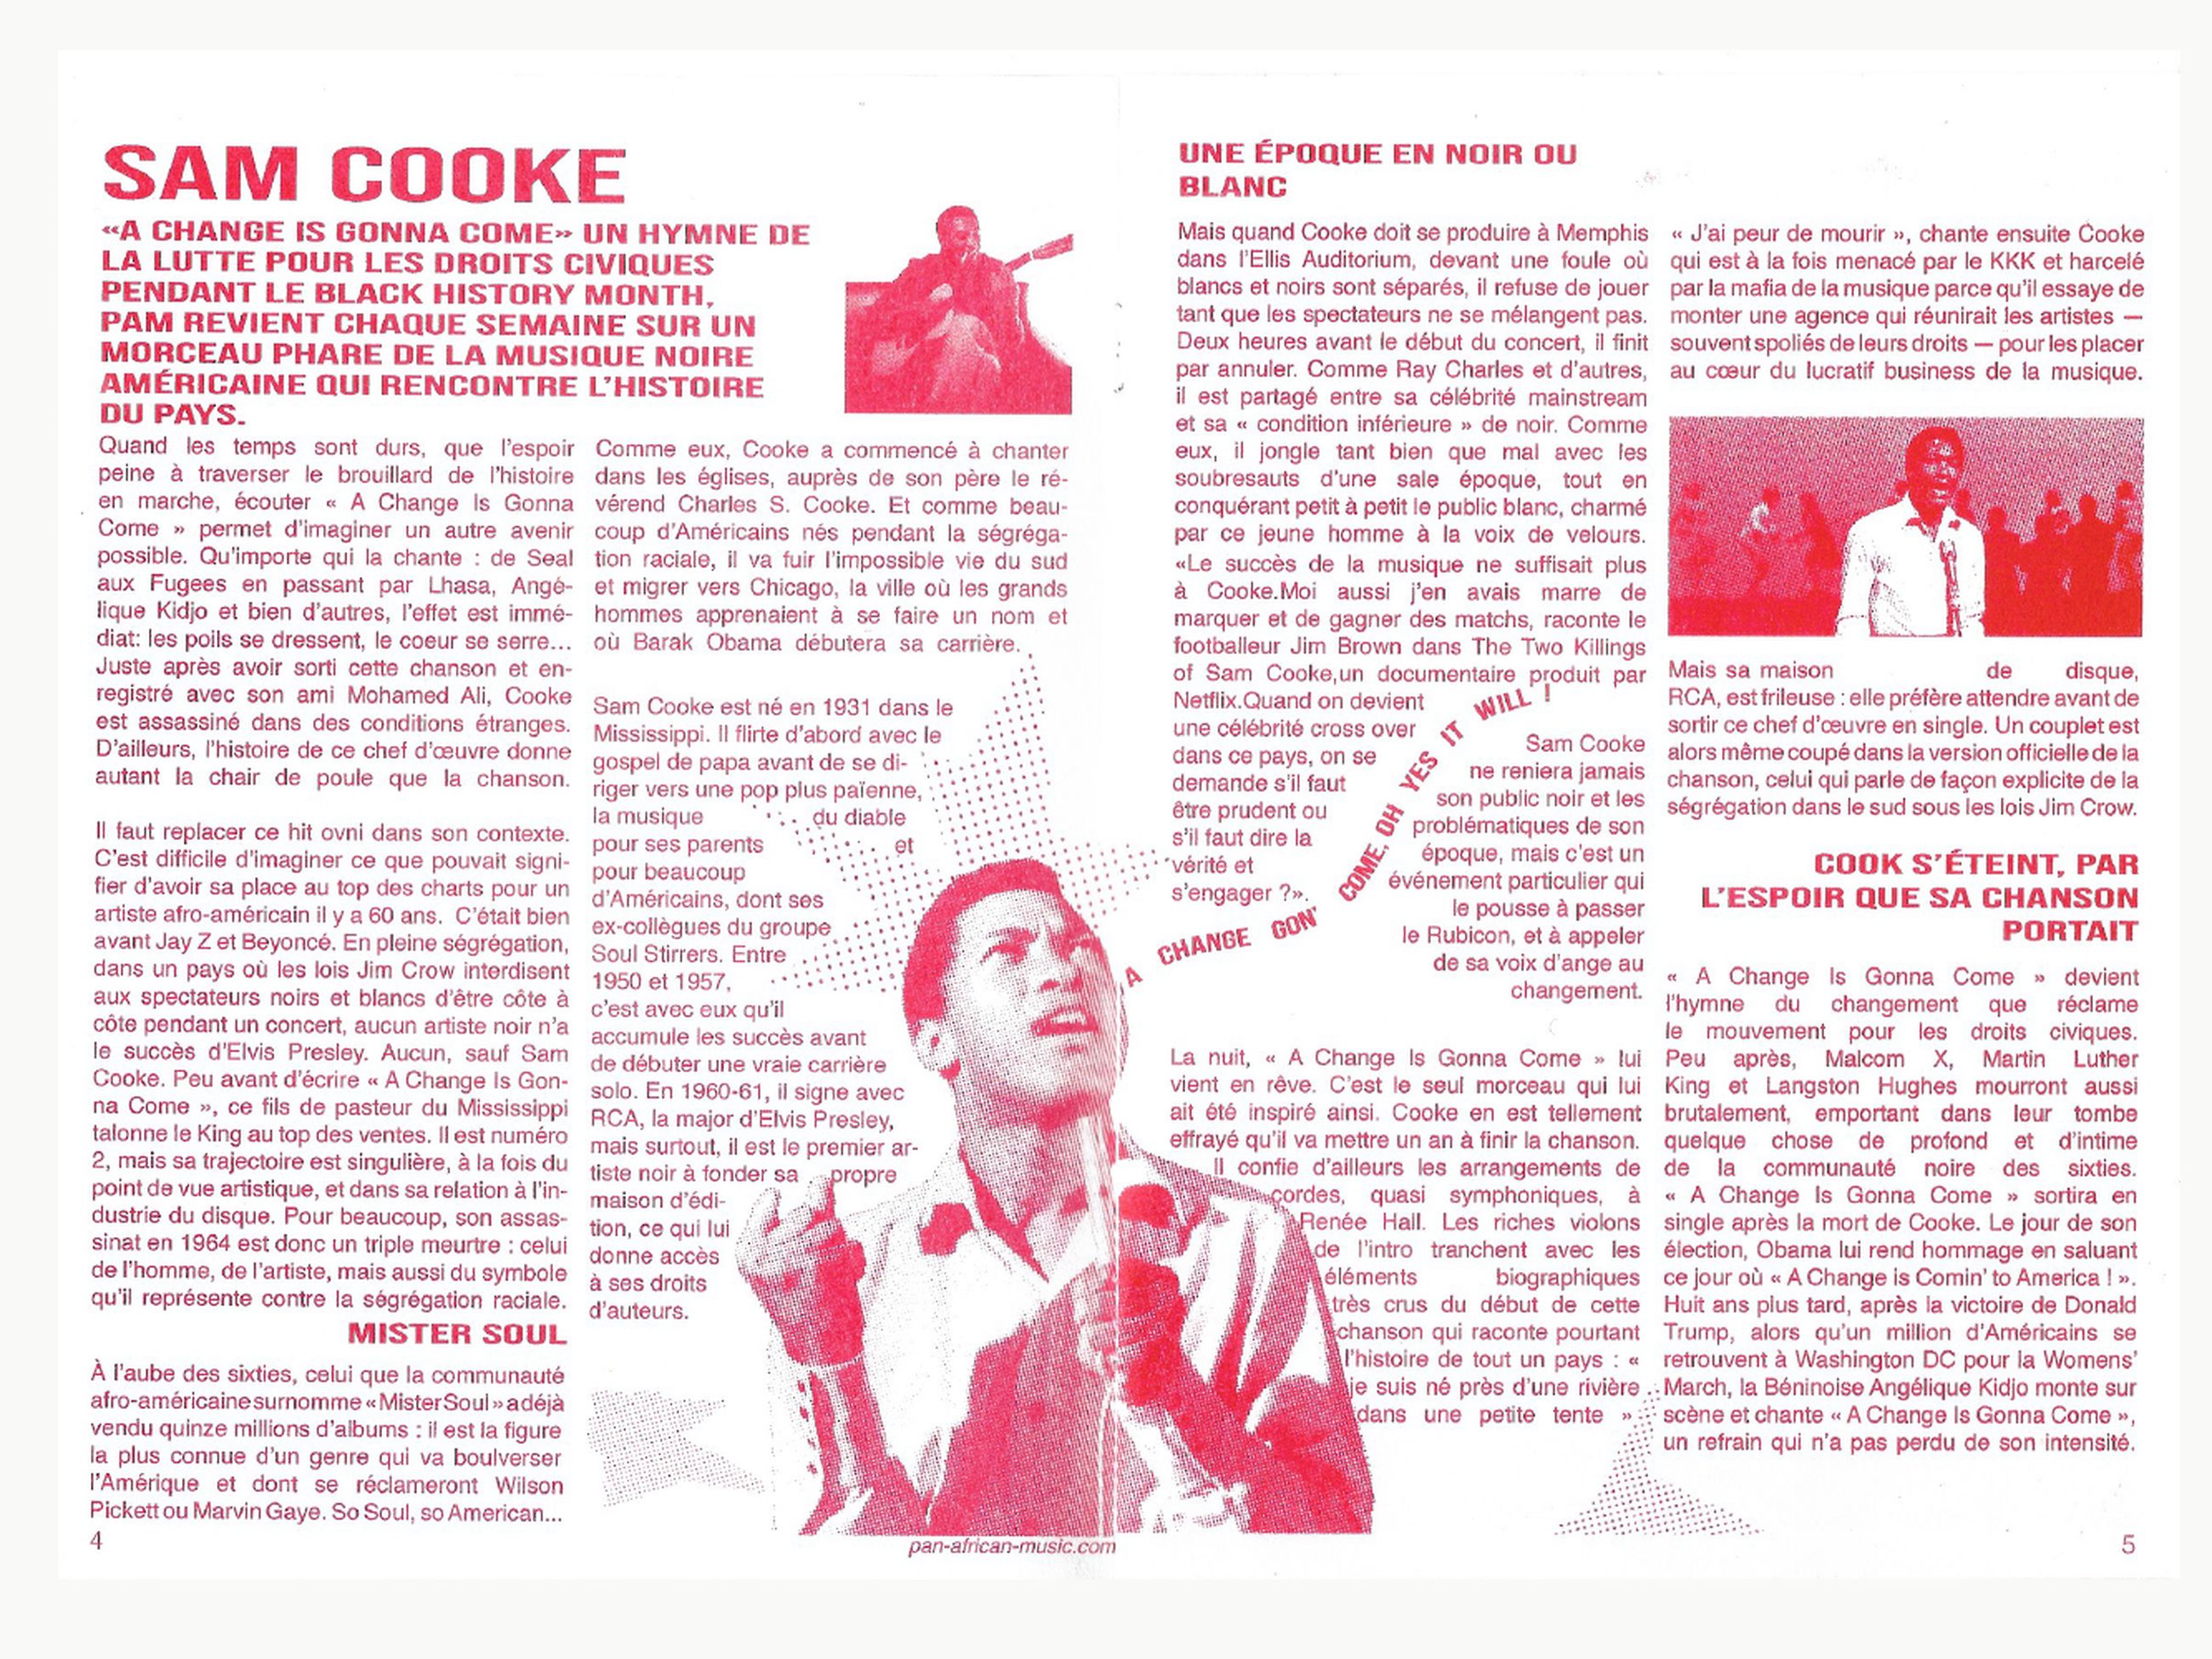 SAM COOKE
«A CHANGE IS GONNA COME» UN HYMNE DE
LA LUTTE POUR LES DROITS CIVIQUES
PENDANT LE BLACK HISTORY MONTH,
PAM REVIENT CHAQUE SEMAINE SUR UN
MORCEAU PHARE DE LA MUSIQUE NOIRE
AMÉRICAINE QUI RENCONTRE L'HISTOIRE
DU PAYS.
Quand les temps sont durs, que l'espoir
peine à traverser le brouillard de l'histoire
en marche, écouter « A Change Is Gonna
Come » permet d'imaginer un autre avenir
possible. Qu'importe qui la chante : de Seal
aux Fugees en passant par Lhasa, Angé-
lique Kidjo et bien d'autres, l'effet est immé-
diat: les poils se dressent, le coeur se serre...
Juste après avoir sorti cette chanson et en-
registré avec son ami Mohamed Ali, Cooke
est assassiné dans des conditions étranges.
D'ailleurs, l'histoire de ce chef d'œuvre donne
autant la chair de poule que la chanson.
Il faut replacer ce hit ovni dans son contexte.
C'est difficile d'imaginer ce que pouvait signi-
fier d'avoir sa place au top des charts pour un
artiste afro-américain il y a 60 ans. C'était bien
avant Jay Z et Beyoncé. En pleine ségrégation,
dans un pays où les lois Jim Crow interdisent
aux spectateurs noirs et blancs d'être côte à
côte pendant un concert, aucun artiste noir n'a
le succès d'Elvis Presley. Aucun, sauf Sam
Cooke. Peu avant d'écrire « A Change Is Gon-
na Come », ce fils de pasteur du Mississippi
talonne le King au top des ventes. Il est numéro
2, mais sa trajectoire est singulière, à la fois du
point de vue artistique, et dans sa relation à l'in-
dustrie du disque. Pour beaucoup, son assas-
sinat en 1964 est donc un triple meurtre : celui
de l'homme, de l'artiste, mais aussi du symbole
qu'il représente contre la ségrégation raciale.
MISTER SOUL
À l'aube des sixties, celui que la communauté
afro-américaine surnomme « Mister Soul » a déjà
vendu quinze millions d'albums : il est la figure
la plus connue d'un genre qui va boulverser
l'Amérique et dont se réclameront Wilson
Pickett ou Marvin Gaye. So Soul, so American...
4
Comme eux, Cooke a commencé à chanter
dans les églises, auprès de son père le ré-
vérend Charles S. Cooke. Et comme beau-
coup d'Américains nés pendant la ségréga-
tion raciale, il va fuir l'impossible vie du sud
et migrer vers Chicago, la ville où les grands
hommes apprenaient à se faire un nom et
où Barak Obama débutera sa carrière.
Sam Cooke est né en 1931 dans le
Mississippi. Il flirte d'abord avec le
gospel de papa avant de se di-
riger vers une pop plus païenne,
la musique du diable
pour ses parents et
pour beaucoup
d'Américains, dont ses
ex-collègues du groupe
Soul Stirrers. Entre
1950 et 1957,
c'est avec eux qu'il
accumule les succès avant
de débuter une vraie carrière
solo. En 1960-61, il signe avec
RCA, la major d'Elvis Presley,
mais surtout, il est le premier ar-
tiste noir à fonder sa propre
maison d'édi-
tion, ce qui lui
donne accès
à ses droits
d'auteurs.
pan-african-music.com
UNE ÉPOQUE EN NOIR OU
BLANC
Mais quand Cooke doit se produire à Memphis
dans l'Ellis Auditorium, devant une foule où
blancs et noirs sont séparés, il refuse de jouer
tant que les spectateurs ne se mélangent pas.
Deux heures avant le début du concert, il finit
par annuler. Comme Ray Charles et d'autres,
il est partagé entre sa célébrité mainstream
et sa « condition inférieure » de noir. Comme
eux, il jongle tant bien que mal avec les
soubresauts d'une sale époque, tout en
conquérant petit à petit le public blanc, charmé
par ce jeune homme à la voix de velours.
«Le succès de la musique ne suffisait plus
à Cooke.Moi aussi j'en avais marre de
marquer et de gagner des matchs, raconte le
footballeur Jim Brown dans The Two Killings
of Sam Cooke,un documentaire produit par
Netflix.Quand on devient
une célébrité cross over
dans ce pays, on se
demande s'il faut
être prudent ou
s'il faut dire la
vérité et
s'engager ?».
A CHANGE GON' COME, OH YES IT WILL !
Sam Cooke
ne reniera jamais
son public noir et les
problématiques de son
époque, mais c'est un
événement particulier qui
le pousse à passer
le Rubicon, et à appeler
de sa voix d'ange au
changement.
La nuit, « A Change Is Gonna Come » lui
vient en rêve. C'est le seul morceau qui lui
ait été inspiré ainsi. Cooke en est tellement
effrayé qu'il va mettre un an à finir la chanson.
Il confie d'ailleurs les arrangements de
cordes, quasi symphoniques, à
Renée Hall. Les riches violons
de l'intro tranchent avec les
éléments biographiques
très crus du début de cette
chanson qui raconte pourtant
l'histoire de tout un pays : «
je suis né près d'une rivière
dans une petite tente »
« J'ai peur de mourir », chante ensuite Cooke
qui est à la fois menacé par le KKK et harcelé
par la mafia de la musique parce qu'il essaye de
monter une agence qui réunirait les artistes —
souvent spoliés de leurs droits — pour les placer
au cœur du lucratif business de la musique.
Mais sa maison de disque,
RCA, est frileuse : elle préfère attendre avant de
sortir ce chef d'œuvre en single. Un couplet est
alors même coupé dans la version officielle de la
chanson, celui qui parle de façon explicite de la
ségrégation dans le sud sous les lois Jim Crow.
COOK S'ÉTEINT, PAR
L'ESPOIR QUE SA CHANSON
PORTAIT
« A Change Is Gonna Come » devient
l'hymne du changement que réclame
le mouvement pour les droits civiques.
Peu après, Malcom X, Martin Luther
King et Langston Hughes mourront aussi
brutalement, emportant dans leur tombe
quelque chose de profond et d'intime
de la communauté noire des sixties.
« A Change Is Gonna Come » sortira en
single après la mort de Cooke. Le jour de son
élection, Obama lui rend hommage en saluant
ce jour où « A Change is Comin' to America ! ».
Huit ans plus tard, après la victoire de Donald
Trump, alors qu'un million d'Américains se
retrouvent à Washington DC pour la Womens'
March, la Béninoise Angélique Kidjo monte sur
scène et chante « A Change Is Gonna Come »,
un refrain qui n'a pas perdu de son intensité.
5